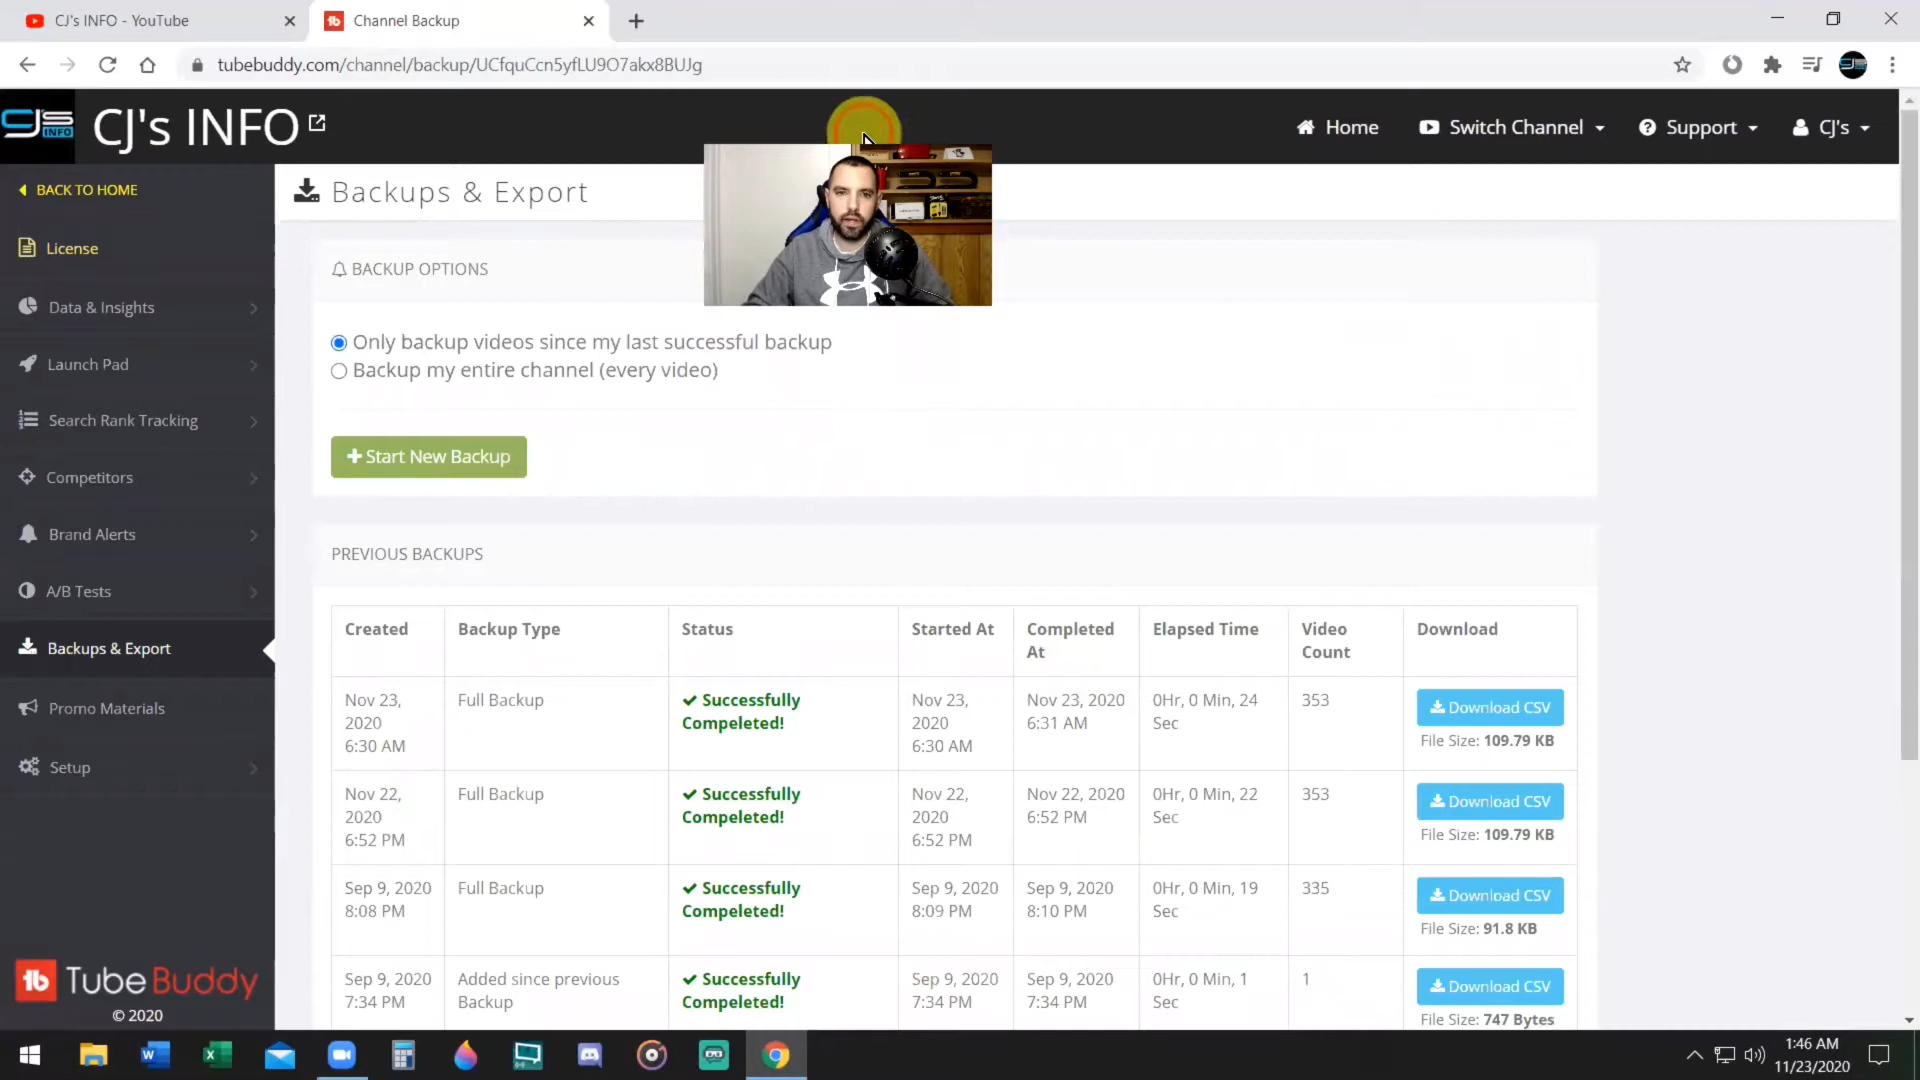 CJ's INFO - YouTube
Channel Backup
tubebuddy.com/channel/backup/UCfquCcn5yfLU9O7akx8BUJg
CJ's INFO
CJ's INFO
Home
Switch Channel
Support
CJ's
BACK TO HOME
License
Data & Insights
Launch Pad
Search Rank Tracking
Competitors
Brand Alerts
A/B Tests
Backups & Export
Promo Materials
Setup
TubeBuddy
© 2020
Backups & Export
BACKUP OPTIONS
Only backup videos since my last successful backup
Backup my entire channel (every video)
Start New Backup
PREVIOUS BACKUPS
Created Backup Type Status Started At Completed At Elapsed Time Video Count Download
Nov 23, 2020 6:30 AM Full Backup Successfully Compeleted! Nov 23, 2020 6:30 AM Nov 23, 2020 6:31 AM 0Hr, 0 Min, 24 Sec 353 Download CSV File Size: 109.79 KB
Nov 22, 2020 6:52 PM Full Backup Successfully Compeleted! Nov 22, 2020 6:52 PM Nov 22, 2020 6:52 PM 0Hr, 0 Min, 22 Sec 353 Download CSV File Size: 109.79 KB
Sep 9, 2020 8:08 PM Full Backup Successfully Compeleted! Sep 9, 2020 8:09 PM Sep 9, 2020 8:10 PM 0Hr, 0 Min, 19 Sec 335 Download CSV File Size: 91.8 KB
Sep 9, 2020 7:34 PM Added since previous Backup Successfully Compeleted! Sep 9, 2020 7:34 PM Sep 9, 2020 7:34 PM 0Hr, 0 Min, 1 Sec 1 Download CSV File Size: 747 Bytes
1:46 AM
11/23/2020